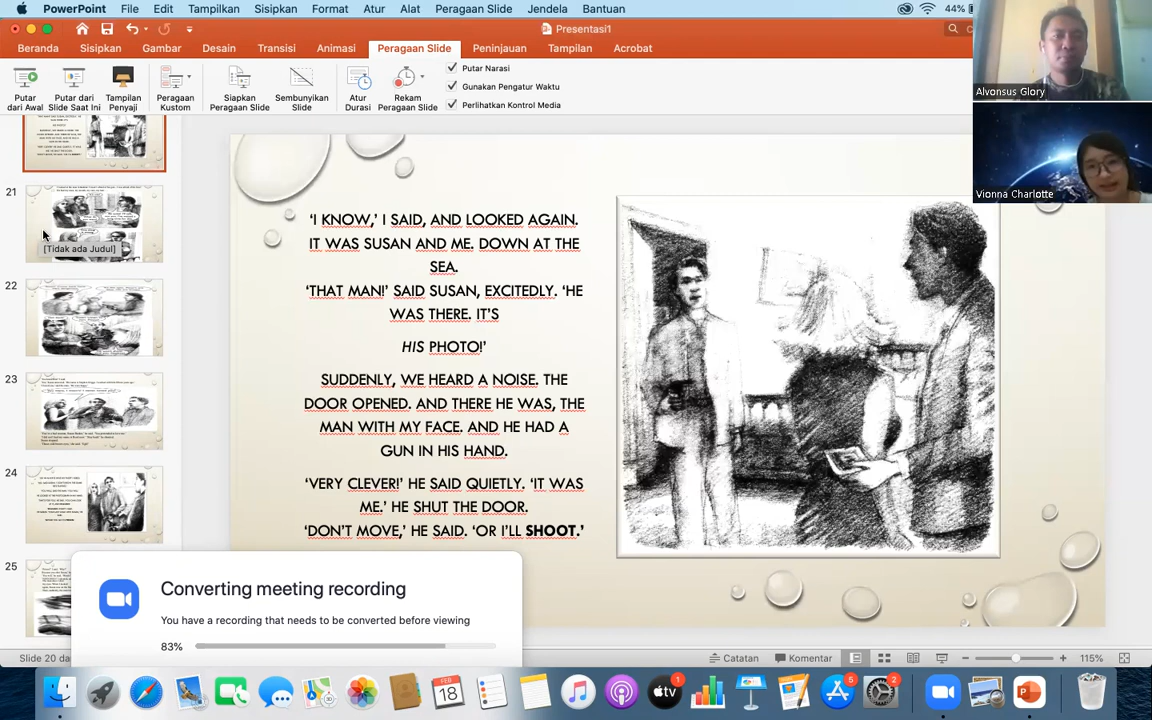 PowerPoint File Edit Tampilkan Sisipkan Format Atur Alat Peragaan Slide Jendela Bantuan 44%
Presentasi1
Beranda Sisipkan Gambar Desain Transisi Animasi Peragaan Slide Peninjauan Tampilan Acrobat
Putar dari Awal
Putar dari Slide Saat Ini
Tampilan Penyaji
Peragaan Kustom
Siapkan Peragaan Slide
Sembunyikan Slide
Atur Durasi
Rekam Peragaan Slide
Putar Narasi
Gunakan Pengatur Waktu
Perlihatkan Kontrol Media
Alvonsus Glory
Vionna Charlotte
21
[Tidak ada Judul]
22
23
24
25
‘I KNOW,’ I SAID, AND LOOKED AGAIN.
IT WAS SUSAN AND ME. DOWN AT THE
SEA.
‘THAT MAN!’ SAID SUSAN, EXCITEDLY. ‘HE
WAS THERE. IT’S
HIS PHOTO!’
SUDDENLY, WE HEARD A NOISE. THE
DOOR OPENED. AND THERE HE WAS, THE
MAN WITH MY FACE. AND HE HAD A
GUN IN HIS HAND.
‘VERY CLEVER!’ HE SAID QUIETLY. ‘IT WAS
ME.’ HE SHUT THE DOOR.
‘DON’T MOVE,’ HE SAID. ‘OR I’LL SHOOT.’
Converting meeting recording
You have a recording that needs to be converted before viewing
83%
Slide 20 da
Catatan Komentar 115%
FEB
18
tv
1
5
2